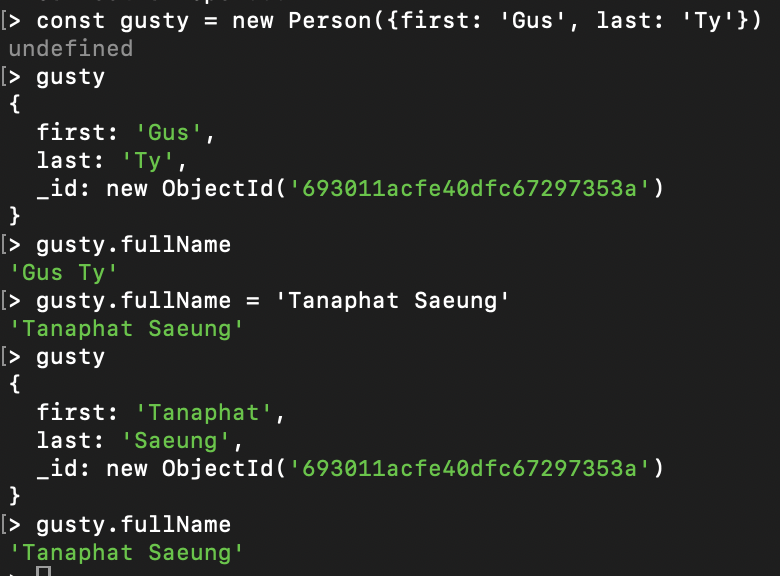 [> const gusty = new Person({first: 'Gus', last: 'Ty'})
undefined
[> gusty
{
  first: 'Gus',
  last: 'Ty',
  _id: new ObjectId('693011acfe40dfc67297353a')
}
[> gusty.fullName
'Gus Ty'
[> gusty.fullName = 'Tanaphat Saeung'
'Tanaphat Saeung'
[> gusty
{
  first: 'Tanaphat',
  last: 'Saeung',
  _id: new ObjectId('693011acfe40dfc67297353a')
}
[> gusty.fullName
'Tanaphat Saeung'